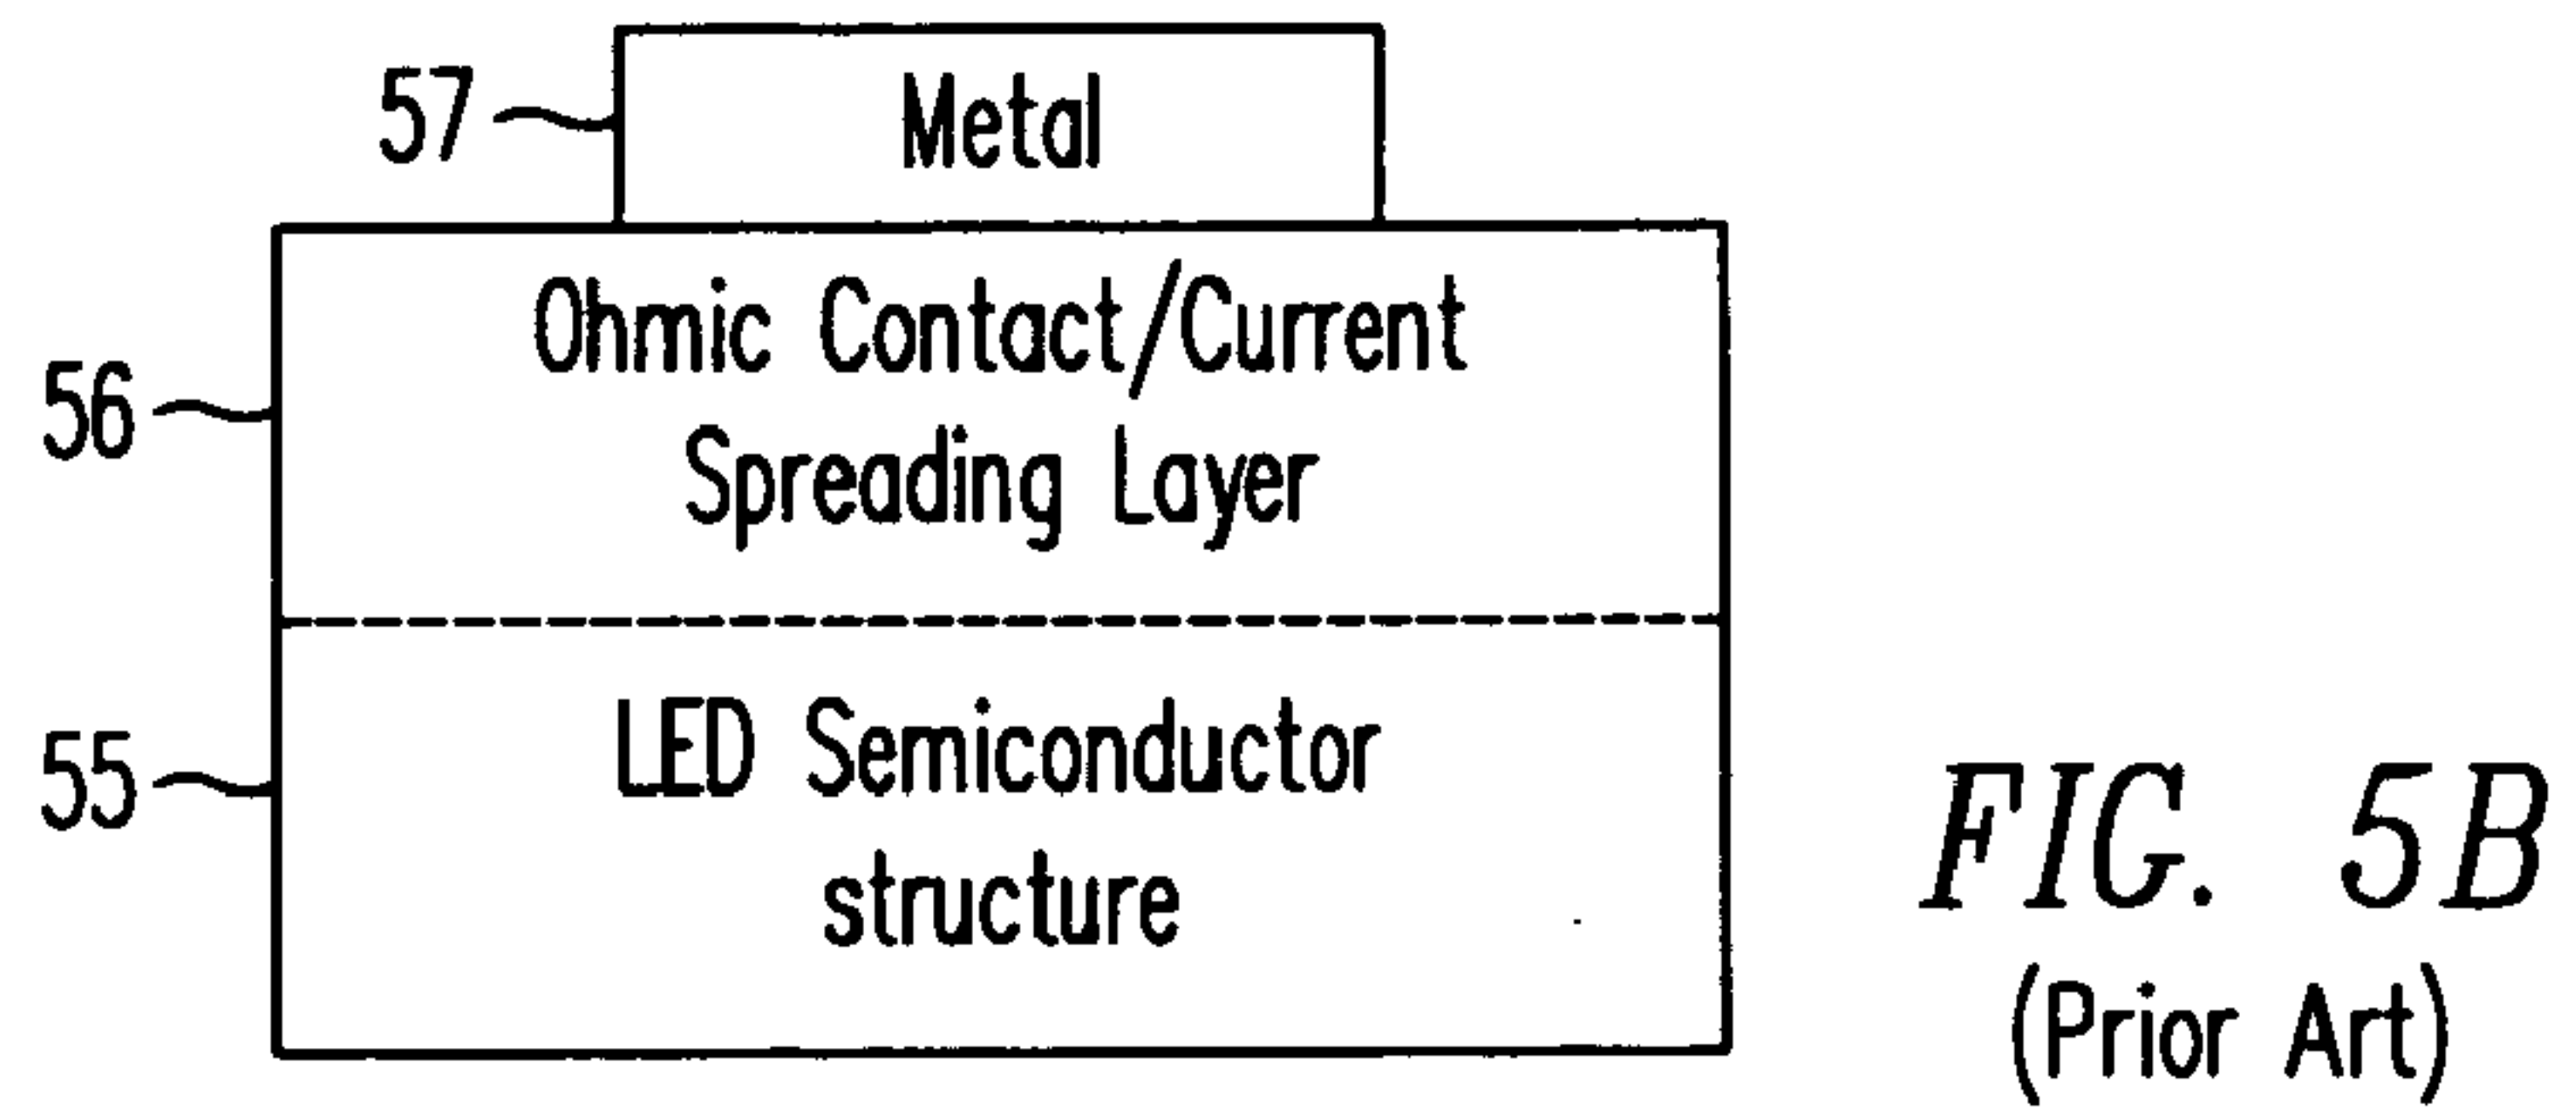 57
Metal
56
Ohmic Contact/Current
Spreading Layer
55
LED Semiconductor
structure
FIG. 5B
(Prior Art)